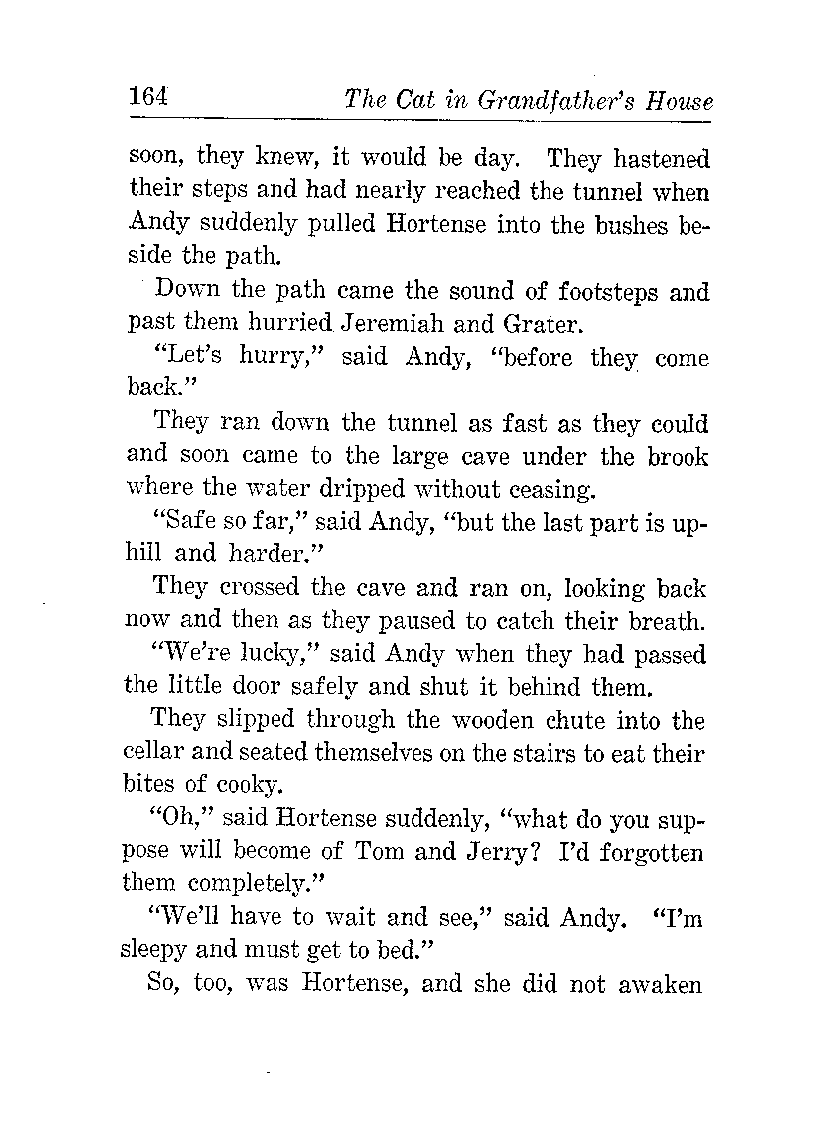 164 The Cat in Grandfather's House
soon, they knew, it would be day. They hastened
their steps and had nearly reached the tunnel when
Andy suddenly pulled Hortense into the bushes be-
side the path.
Down the path came the sound of footsteps and
past them hurried Jeremiah and Grater.
“Let's hurry,” said Andy, “before they come
back.”
They ran down the tunnel as fast as they could
and soon came to the large cave under the brook
where the water dripped without ceasing.
“Safe so far,” said Andy, “but the last part is up-
hill and harder.”
They crossed the cave and ran on, looking back
now and then as they paused to catch their breath.
“We're lucky,” said Andy when they had passed
the little door safely and shut it behind them.
They slipped through the wooden chute into the
cellar and seated themselves on the stairs to eat their
bites of cooky.
“Oh,” said Hortense suddenly, “what do you sup-
pose will become of Tom and Jerry? I'd forgotten
them completely.”
“We'll have to wait and see,” said Andy. “I'm
sleepy and must get to bed.”
So, too, was Hortense, and she did not awaken